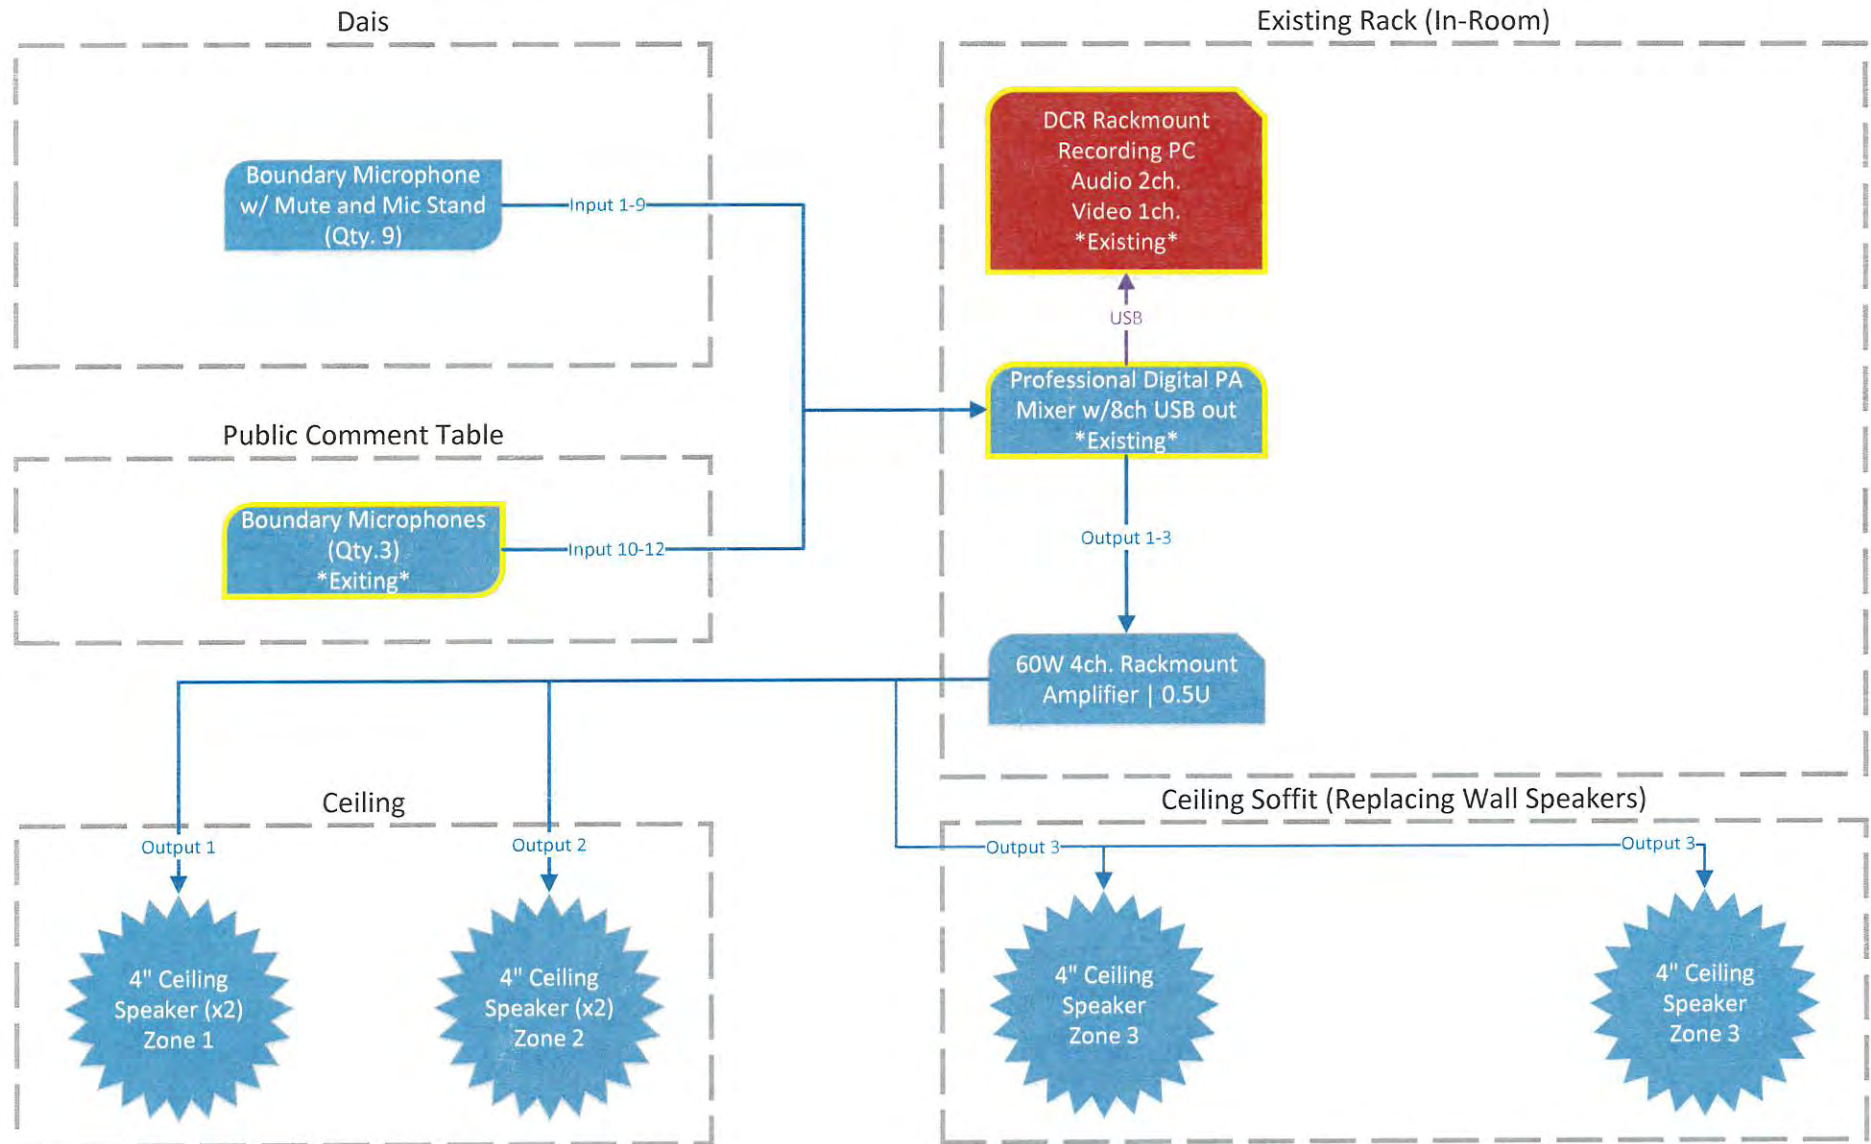 Dais
Boundary Microphone
w/ Mute and Mic Stand
(Qty. 9)
Input 1-9
Public Comment Table
Boundary Microphones
(Qty.3)
*Exiting*
Input 10-12
Existing Rack (In-Room)
DCR Rackmount
Recording PC
Audio 2ch.
Video 1ch.
*Existing*
USB
Professional Digital PA
Mixer w/8ch USB out
*Existing*
Output 1-3
60W 4ch. Rackmount
Amplifier | 0.5U
Ceiling
Output 1
Output 2
4" Ceiling
Speaker (x2)
Zone 1
4" Ceiling
Speaker (x2)
Zone 2
Ceiling Soffit (Replacing Wall Speakers)
Output 3
Output 3
4" Ceiling
Speaker
Zone 3
4" Ceiling
Speaker
Zone 3